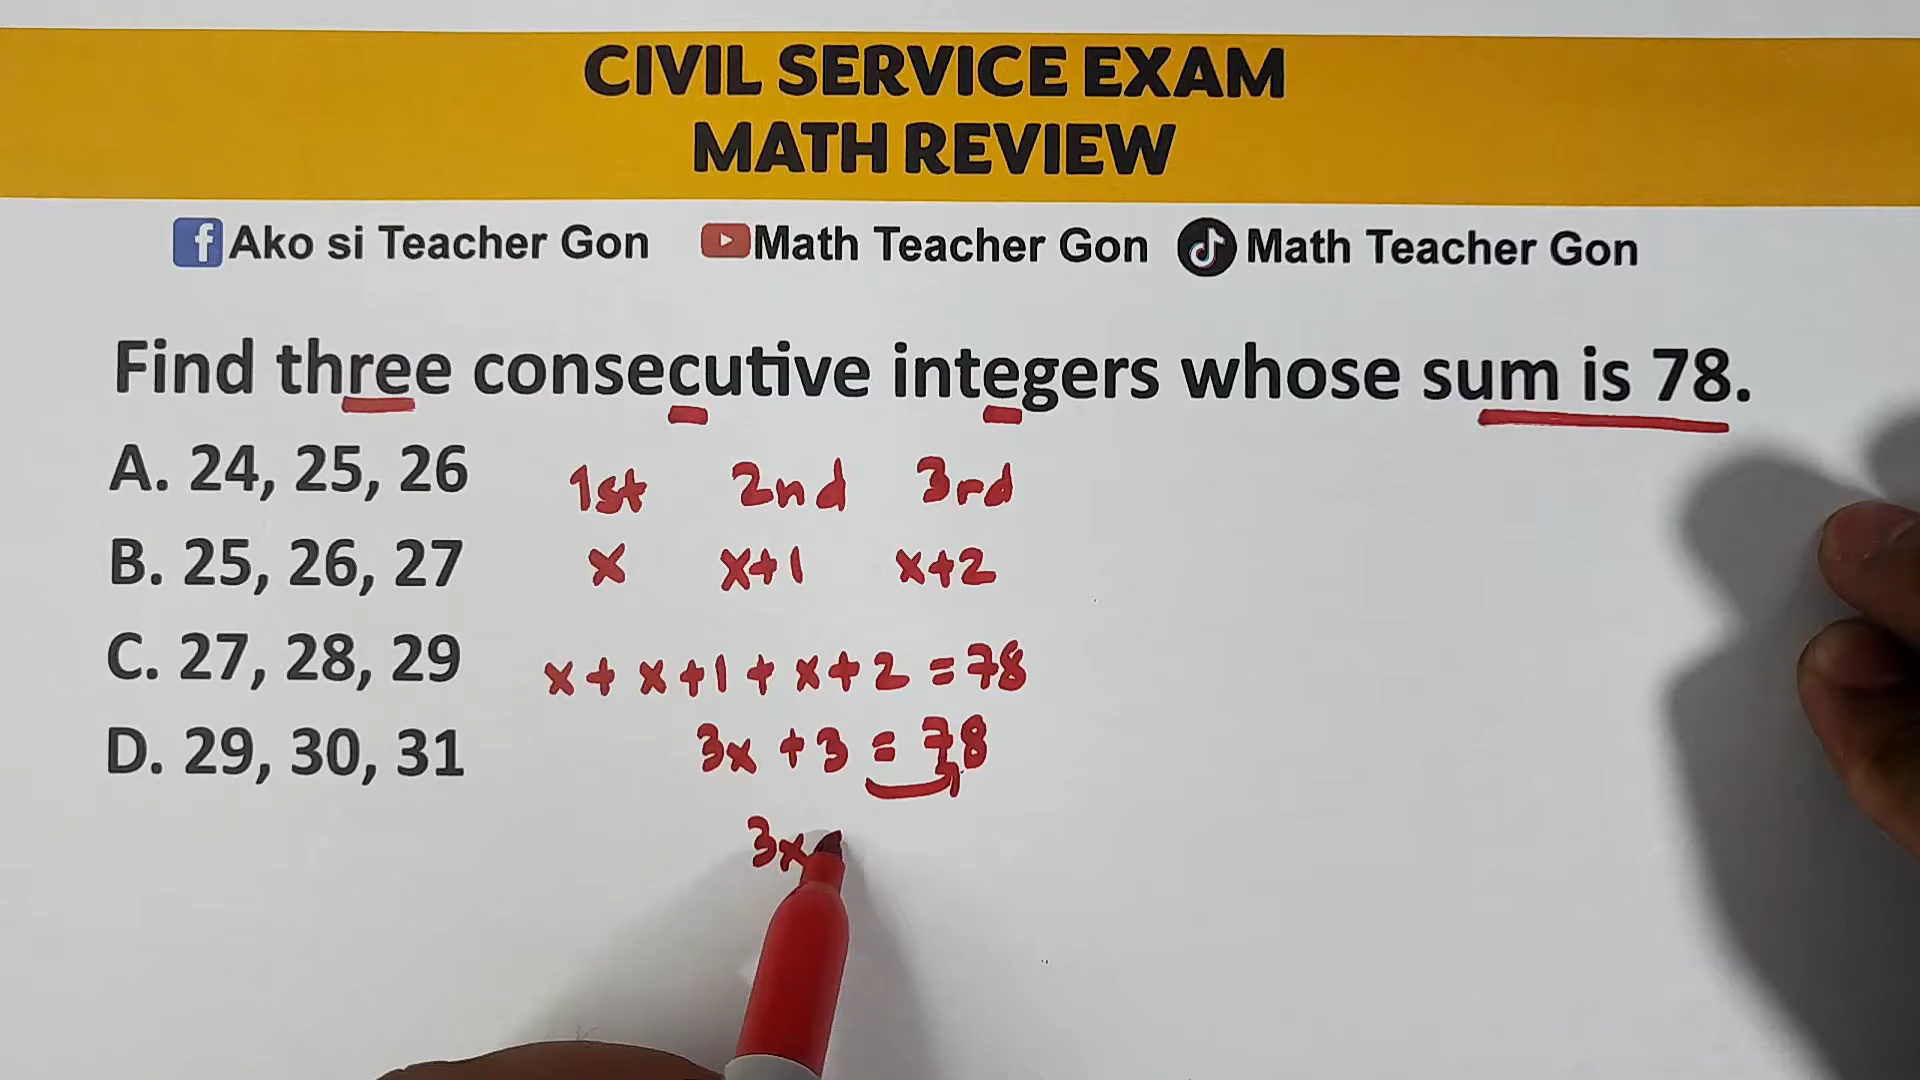 CIVIL SERVICE EXAM
MATH REVIEW
Ako si Teacher Gon Math Teacher Gon Math Teacher Gon
Find three consecutive integers whose sum is 78.
A. 24, 25, 26
1st 2nd 3rd
B. 25, 26, 27
x x+1 x+2
C. 27, 28, 29
x + x+1 + x+2 = 78
D. 29, 30, 31
3x + 3 = 78
3x